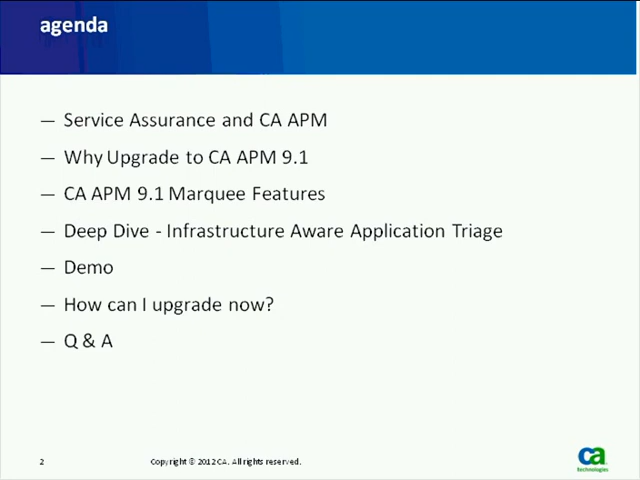 agenda
— Service Assurance and CA APM
— Why Upgrade to CA APM 9.1
— CA APM 9.1 Marquee Features
— Deep Dive - Infrastructure Aware Application Triage
— Demo
— How can I upgrade now?
— Q & A
2 Copyright © 2012 CA. All rights reserved.
ca
technologies